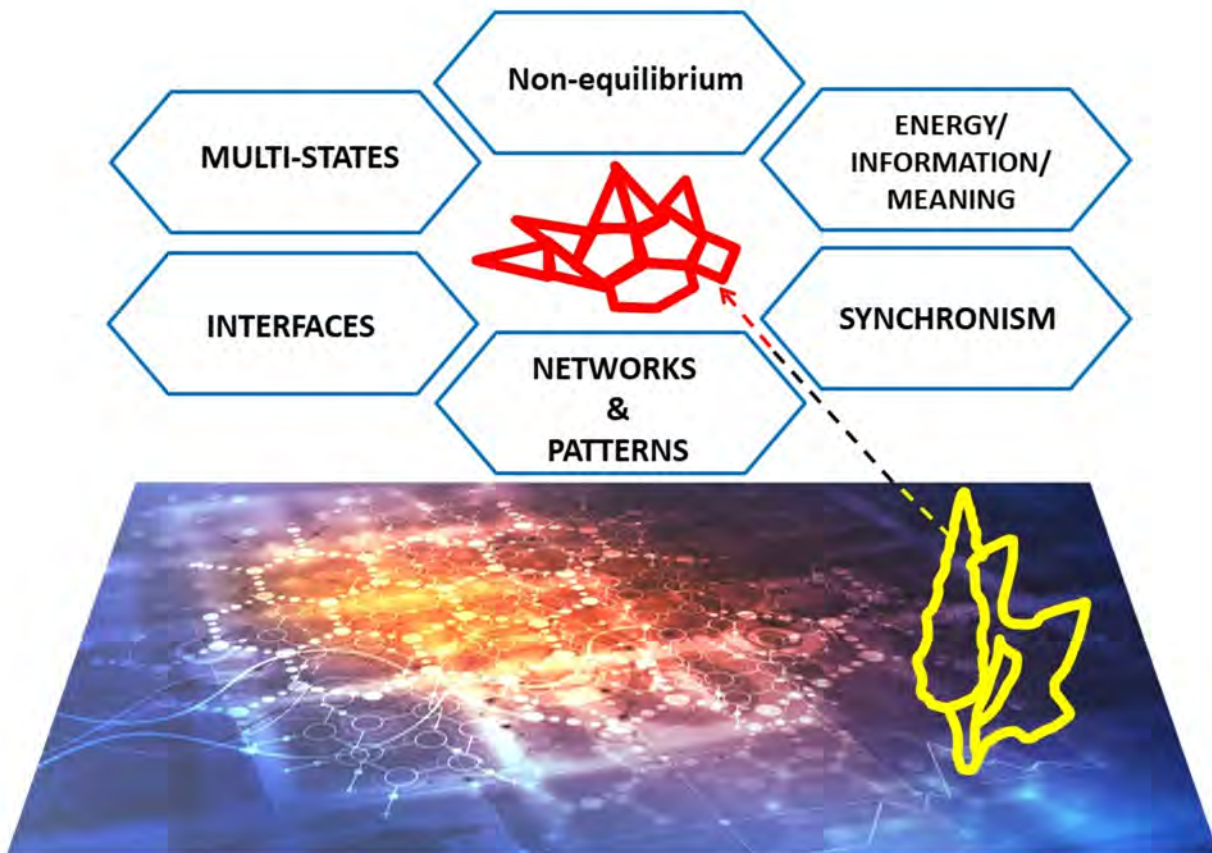 Non-equilibrium
MULTI-STATES
ENERGY/
INFORMATION/
MEANING
INTERFACES
SYNCHRONISM
NETWORKS
&
PATTERNS